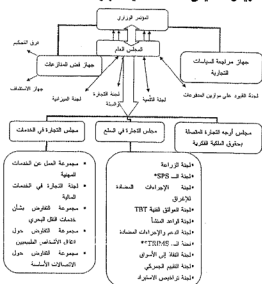 المؤتمر الوزاري
المجلس العام
فرق التحكيم
جهاز فض المنازعات
جهاز الاستئناف
جهاز مراجعة السياسات
التجارية
لجنة القيود على موازين المدفوعات
لجنة التنمية
لجنة التجارة
والبيئة
لجنة الميزانية
مجلس التجارة في الخدمات
مجلس التجارة في السلع
مجلس أوجه التجارة المتصلة
بحقوق الملكية الفكرية
مجموعة العمل عن الخدمات
المهنية
لجنة التجارة في الخدمات
المالية
مجموعة التفاوض بشأن
خدمات النقل البحري
مجموعة التفاوض حول
انتقال الأشخاص الطبيعيين
مجموعة التفاوض حول
الاتصالات الأساسية
•لجنة الزراعة
•لجنة الـ SPS*
•لجنة الإجراءات المضادة
للإغراق
•لجنة العوائق الفنية TBT
•لجنة قواعد المنشأ
•لجنة الدعم والإجراءات المضادة
•لجنة الـ TRIMS**
•لجنة النفاذ إلى الأسواق
•لجنة التقييم الجمركي
•لجنة تراخيص الاستيراد